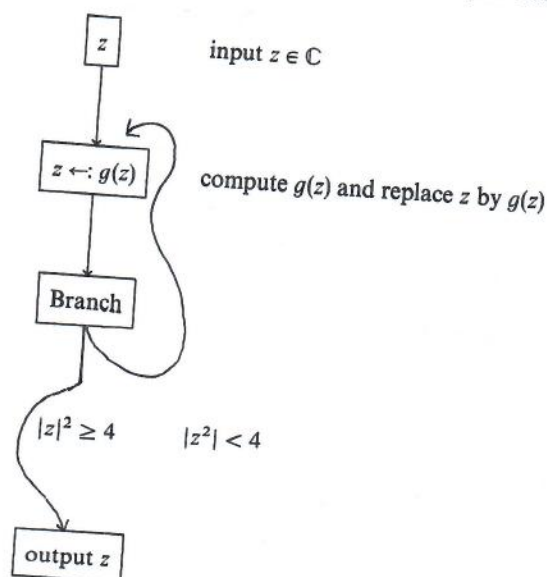 z
input z ∈ ℂ
z ←: g(z)
compute g(z) and replace z by g(z)
Branch
|z|² ≥ 4
|z²| < 4
output z